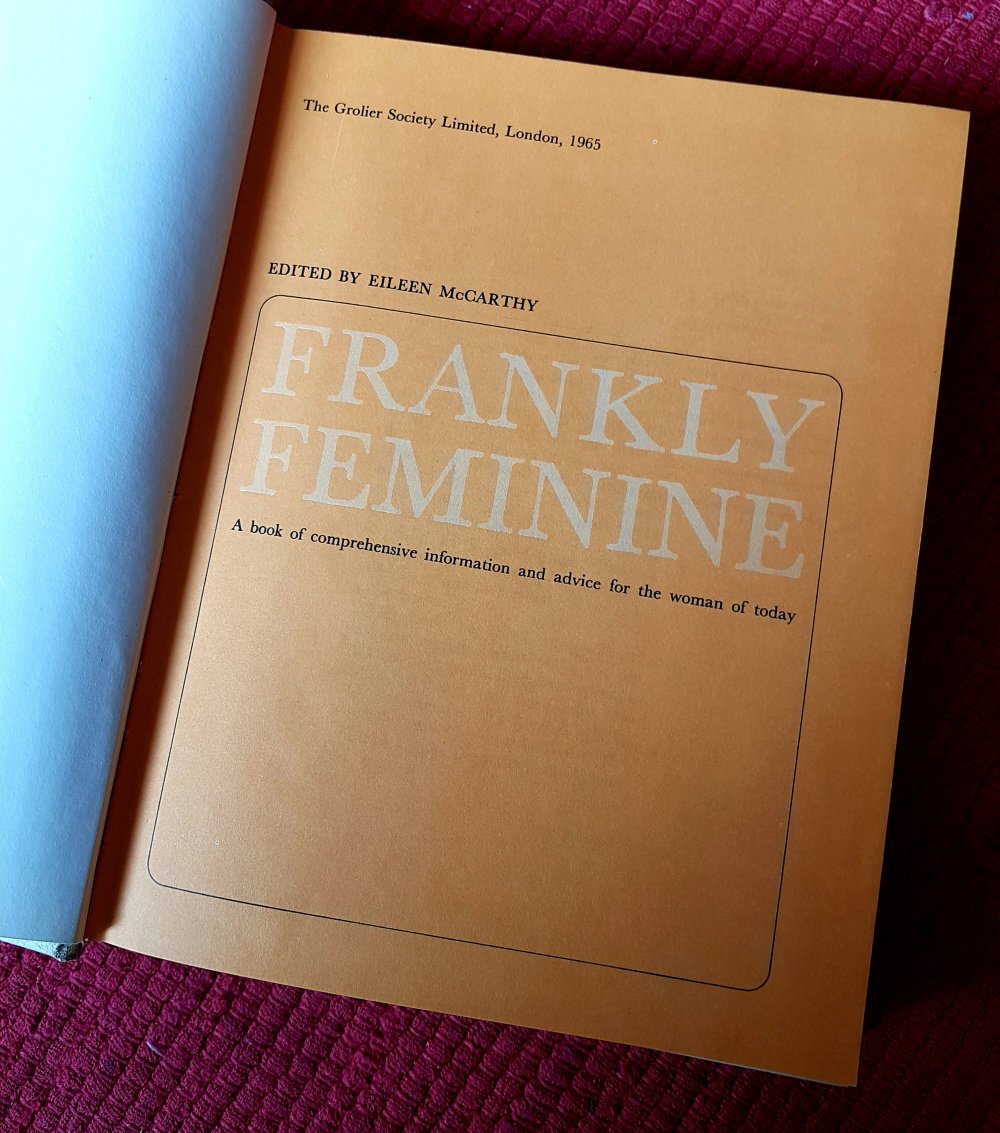 The Grolier Society Limited, London, 1965
EDITED BY EILEEN McCARTHY
FRANKLY
FEMININE
A book of comprehensive information and advice for the woman of today